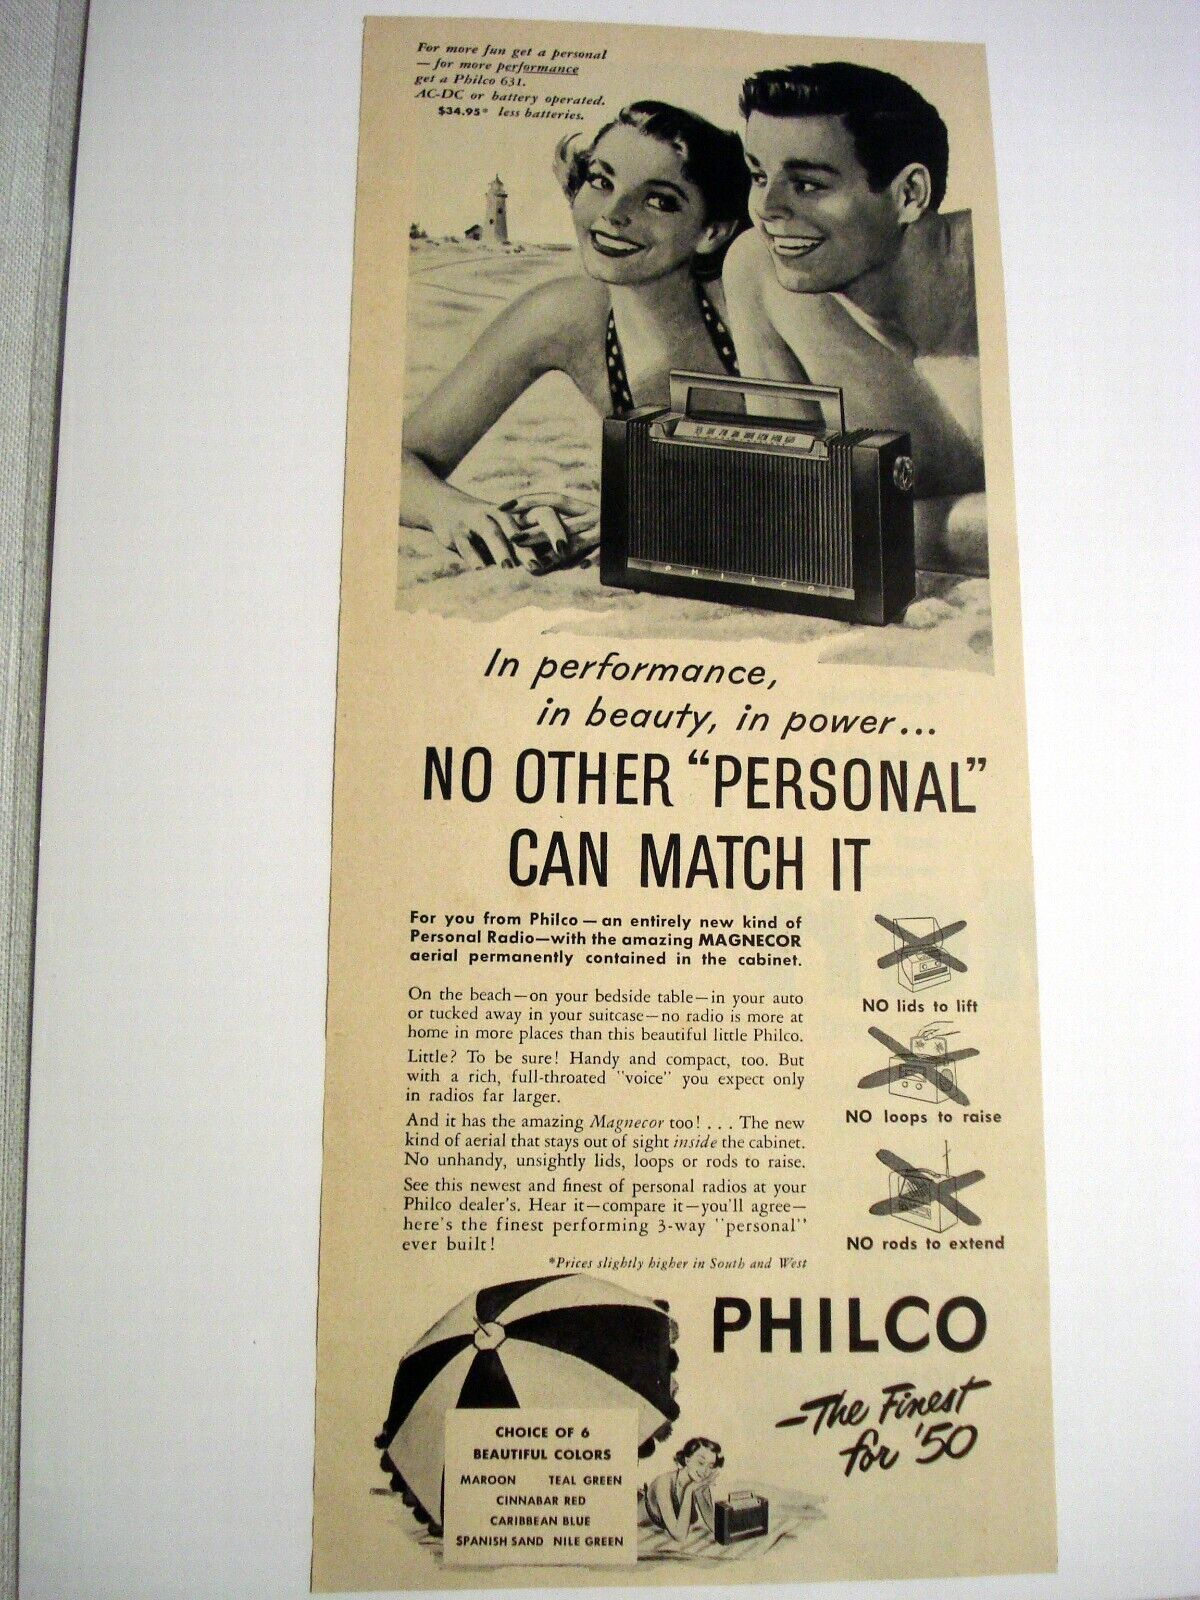 For more fun get a personal
—for more performance
get a Philco 631.
AC-DC or battery operated.
$34.95* less batteries.
PHILCO
In performance,
in beauty, in power...
NO OTHER “PERSONAL”
CAN MATCH IT
For you from Philco—an entirely new kind of
Personal Radio—with the amazing MAGNECOR
aerial permanently contained in the cabinet.
On the beach—on your bedside table—in your auto
or tucked away in your suitcase—no radio is more at
home in more places than this beautiful little Philco.
Little? To be sure! Handy and compact, too. But
with a rich, full-throated "voice" you expect only
in radios far larger.
And it has the amazing Magnecor too! . . . The new
kind of aerial that stays out of sight inside the cabinet.
No unhandy, unsightly lids, loops or rods to raise.
See this newest and finest of personal radios at your
Philco dealer's. Hear it—compare it—you'll agree—
here's the finest performing 3-way "personal"
ever built!
*Prices slightly higher in South and West
NO lids to lift
NO loops to raise
NO rods to extend
PHILCO
—The Finest
for '50
CHOICE OF 6
BEAUTIFUL COLORS
MAROON TEAL GREEN
CINNABAR RED
CARIBBEAN BLUE
SPANISH SAND NILE GREEN